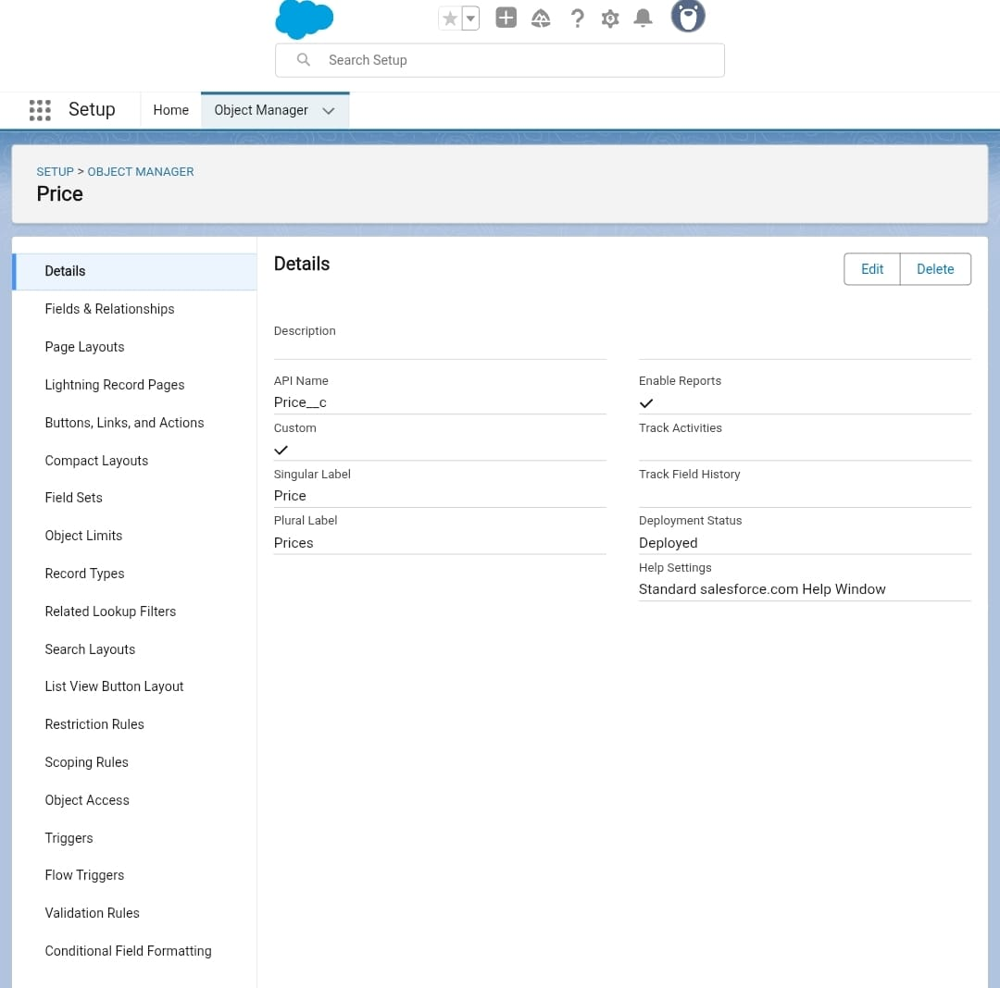 Search Setup
Setup
Home
Object Manager
SETUP > OBJECT MANAGER
Price
Details
Fields & Relationships
Page Layouts
Lightning Record Pages
Buttons, Links, and Actions
Compact Layouts
Field Sets
Object Limits
Record Types
Related Lookup Filters
Search Layouts
List View Button Layout
Restriction Rules
Scoping Rules
Object Access
Triggers
Flow Triggers
Validation Rules
Conditional Field Formatting
Details
Edit
Delete
Description
API Name
Price__c
Custom
Singular Label
Price
Plural Label
Prices
Enable Reports
Track Activities
Track Field History
Deployment Status
Deployed
Help Settings
Standard salesforce.com Help Window